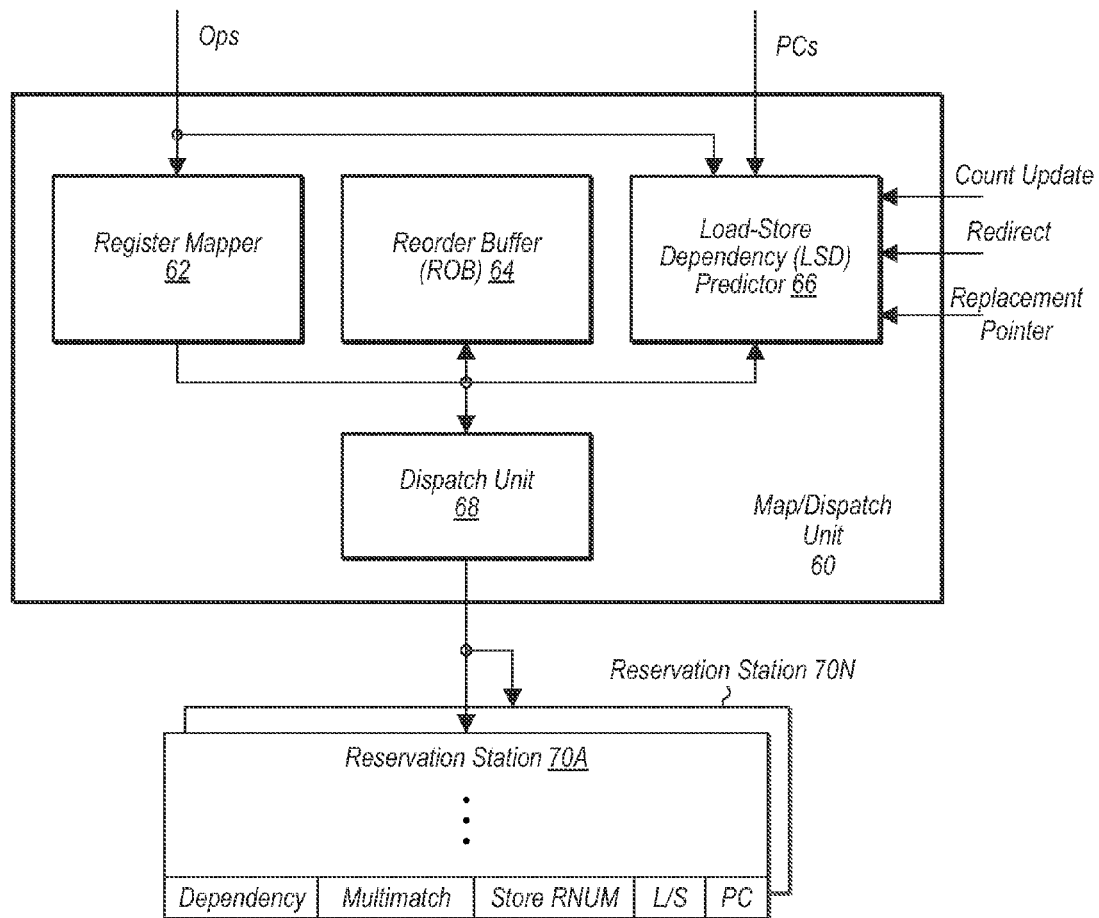 Ops
PCs
Register Mapper
62
Reorder Buffer
(ROB) 64
Load-Store
Dependency (LSD)
Predictor 66
Count Update
Redirect
Replacement
Pointer
Dispatch Unit
68
Map/Dispatch
Unit
60
Reservation Station 70N
Reservation Station 70A
Dependency Multimatch Store RNUM L/S PC